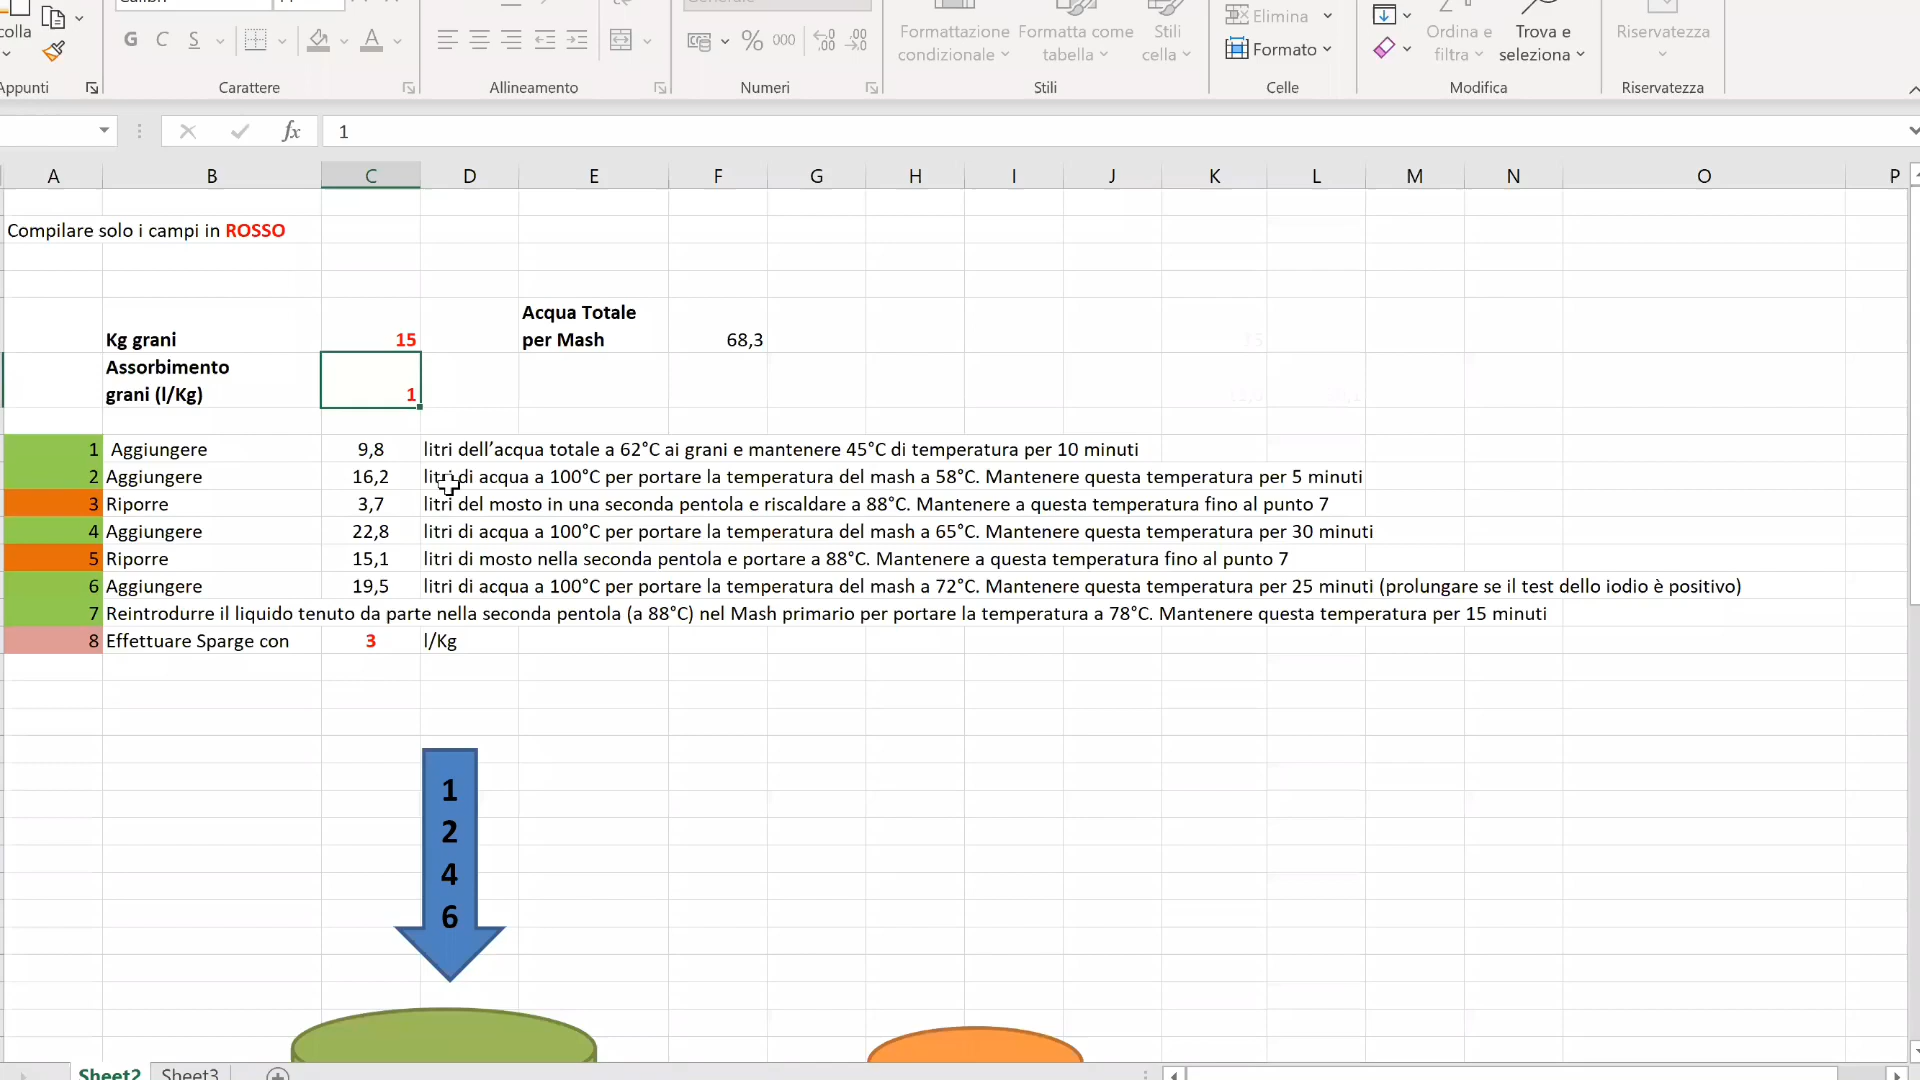 colla
Elimina
Formato
Formattazione condizionale
Formatta come tabella
Stili cella
Ordina e filtra
Trova e seleziona
Riservatezza
G C S A % 000
Appunti Carattere Allineamento Numeri Stili Celle Modifica Riservatezza
fx 1
A B C D E F G H I J K L M N O P
Compilare solo i campi in ROSSO
Kg grani 15 Acqua Totale per Mash 68,3
Assorbimento grani (l/Kg) 1
1 Aggiungere 9,8 litri dell’acqua totale a 62°C ai grani e mantenere 45°C di temperatura per 10 minuti
2 Aggiungere 16,2 litri di acqua a 100°C per portare la temperatura del mash a 58°C. Mantenere questa temperatura per 5 minuti
3 Riporre 3,7 litri del mosto in una seconda pentola e riscaldare a 88°C. Mantenere a questa temperatura fino al punto 7
4 Aggiungere 22,8 litri di acqua a 100°C per portare la temperatura del mash a 65°C. Mantenere questa temperatura per 30 minuti
5 Riporre 15,1 litri di mosto nella seconda pentola e portare a 88°C. Mantenere a questa temperatura fino al punto 7
6 Aggiungere 19,5 litri di acqua a 100°C per portare la temperatura del mash a 72°C. Mantenere questa temperatura per 25 minuti (prolungare se il test dello iodio è positivo)
7 Reintrodurre il liquido tenuto da parte nella seconda pentola (a 88°C) nel Mash primario per portare la temperatura a 78°C. Mantenere questa temperatura per 15 minuti
8 Effettuare Sparge con 3 l/Kg
1
2
4
6
Sheet2 Sheet3